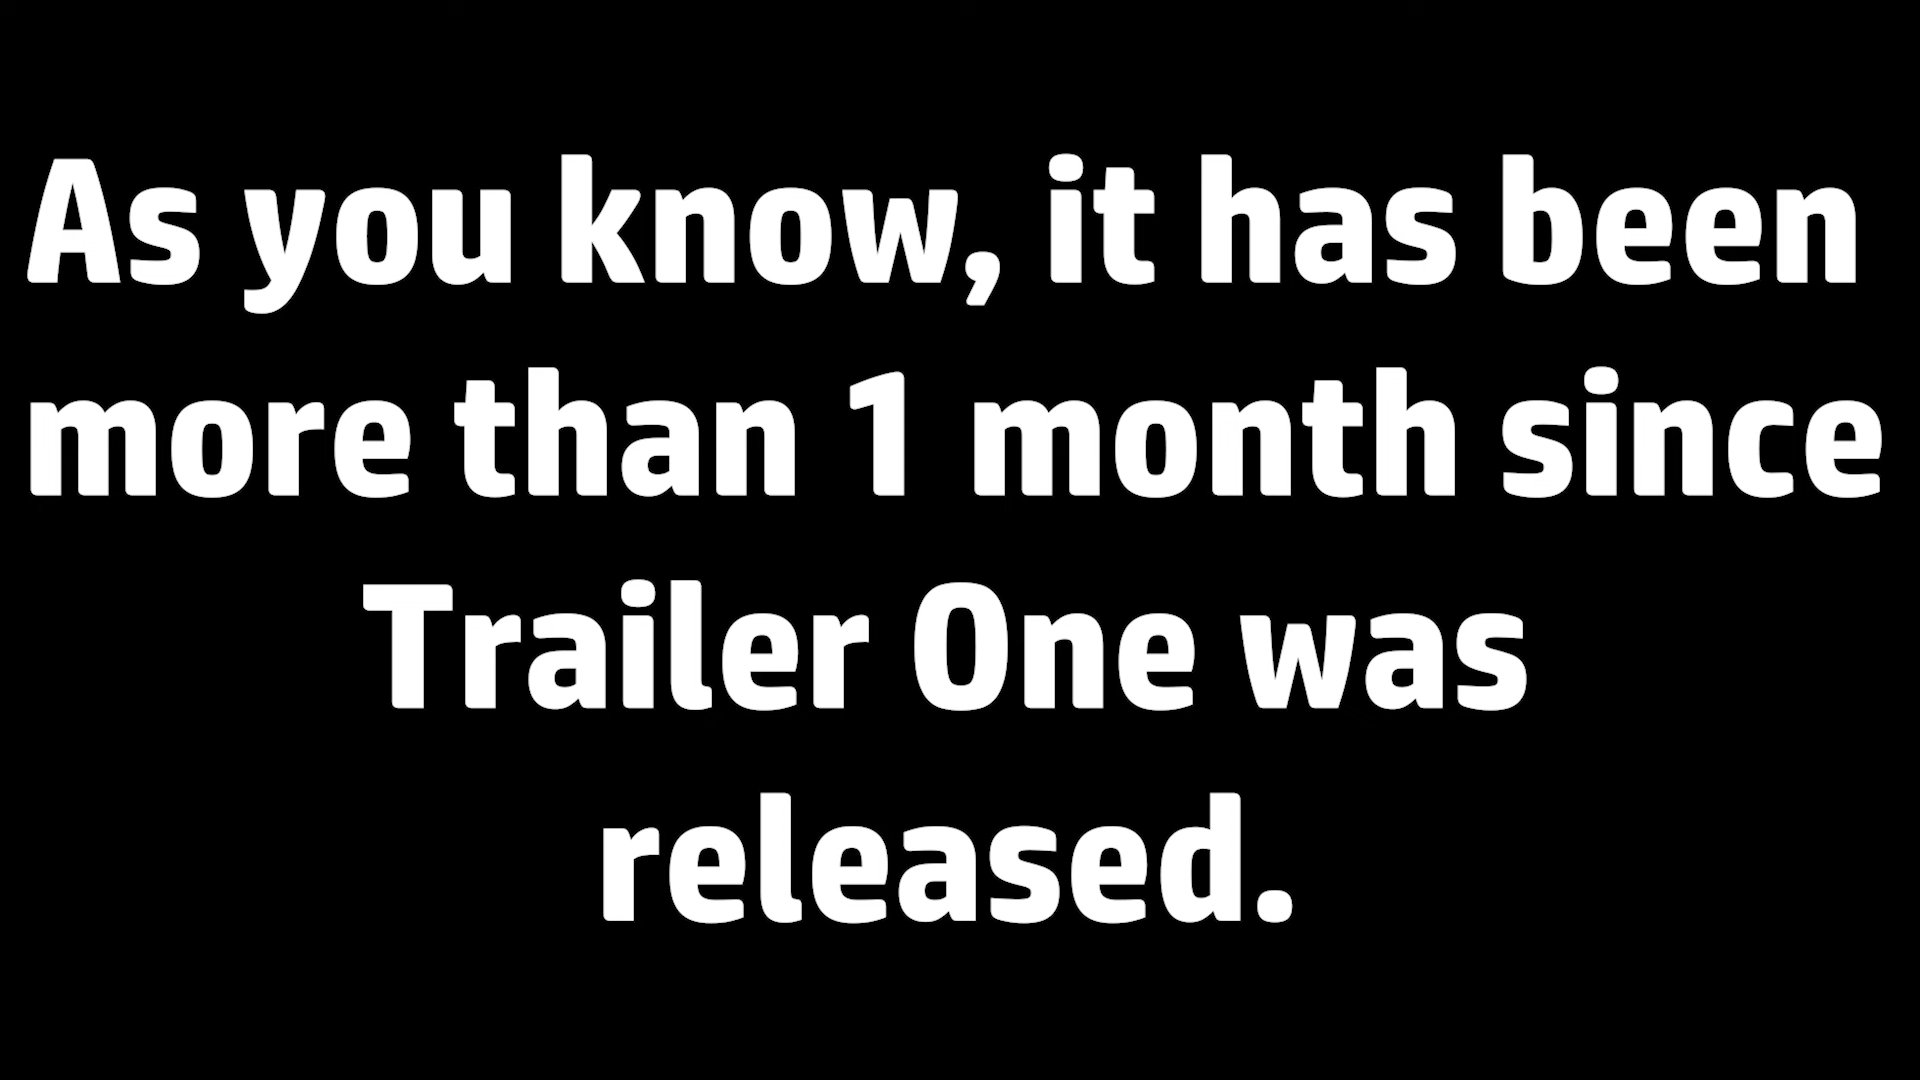 As you know, it has been
more than 1 month since
Trailer One was
released.